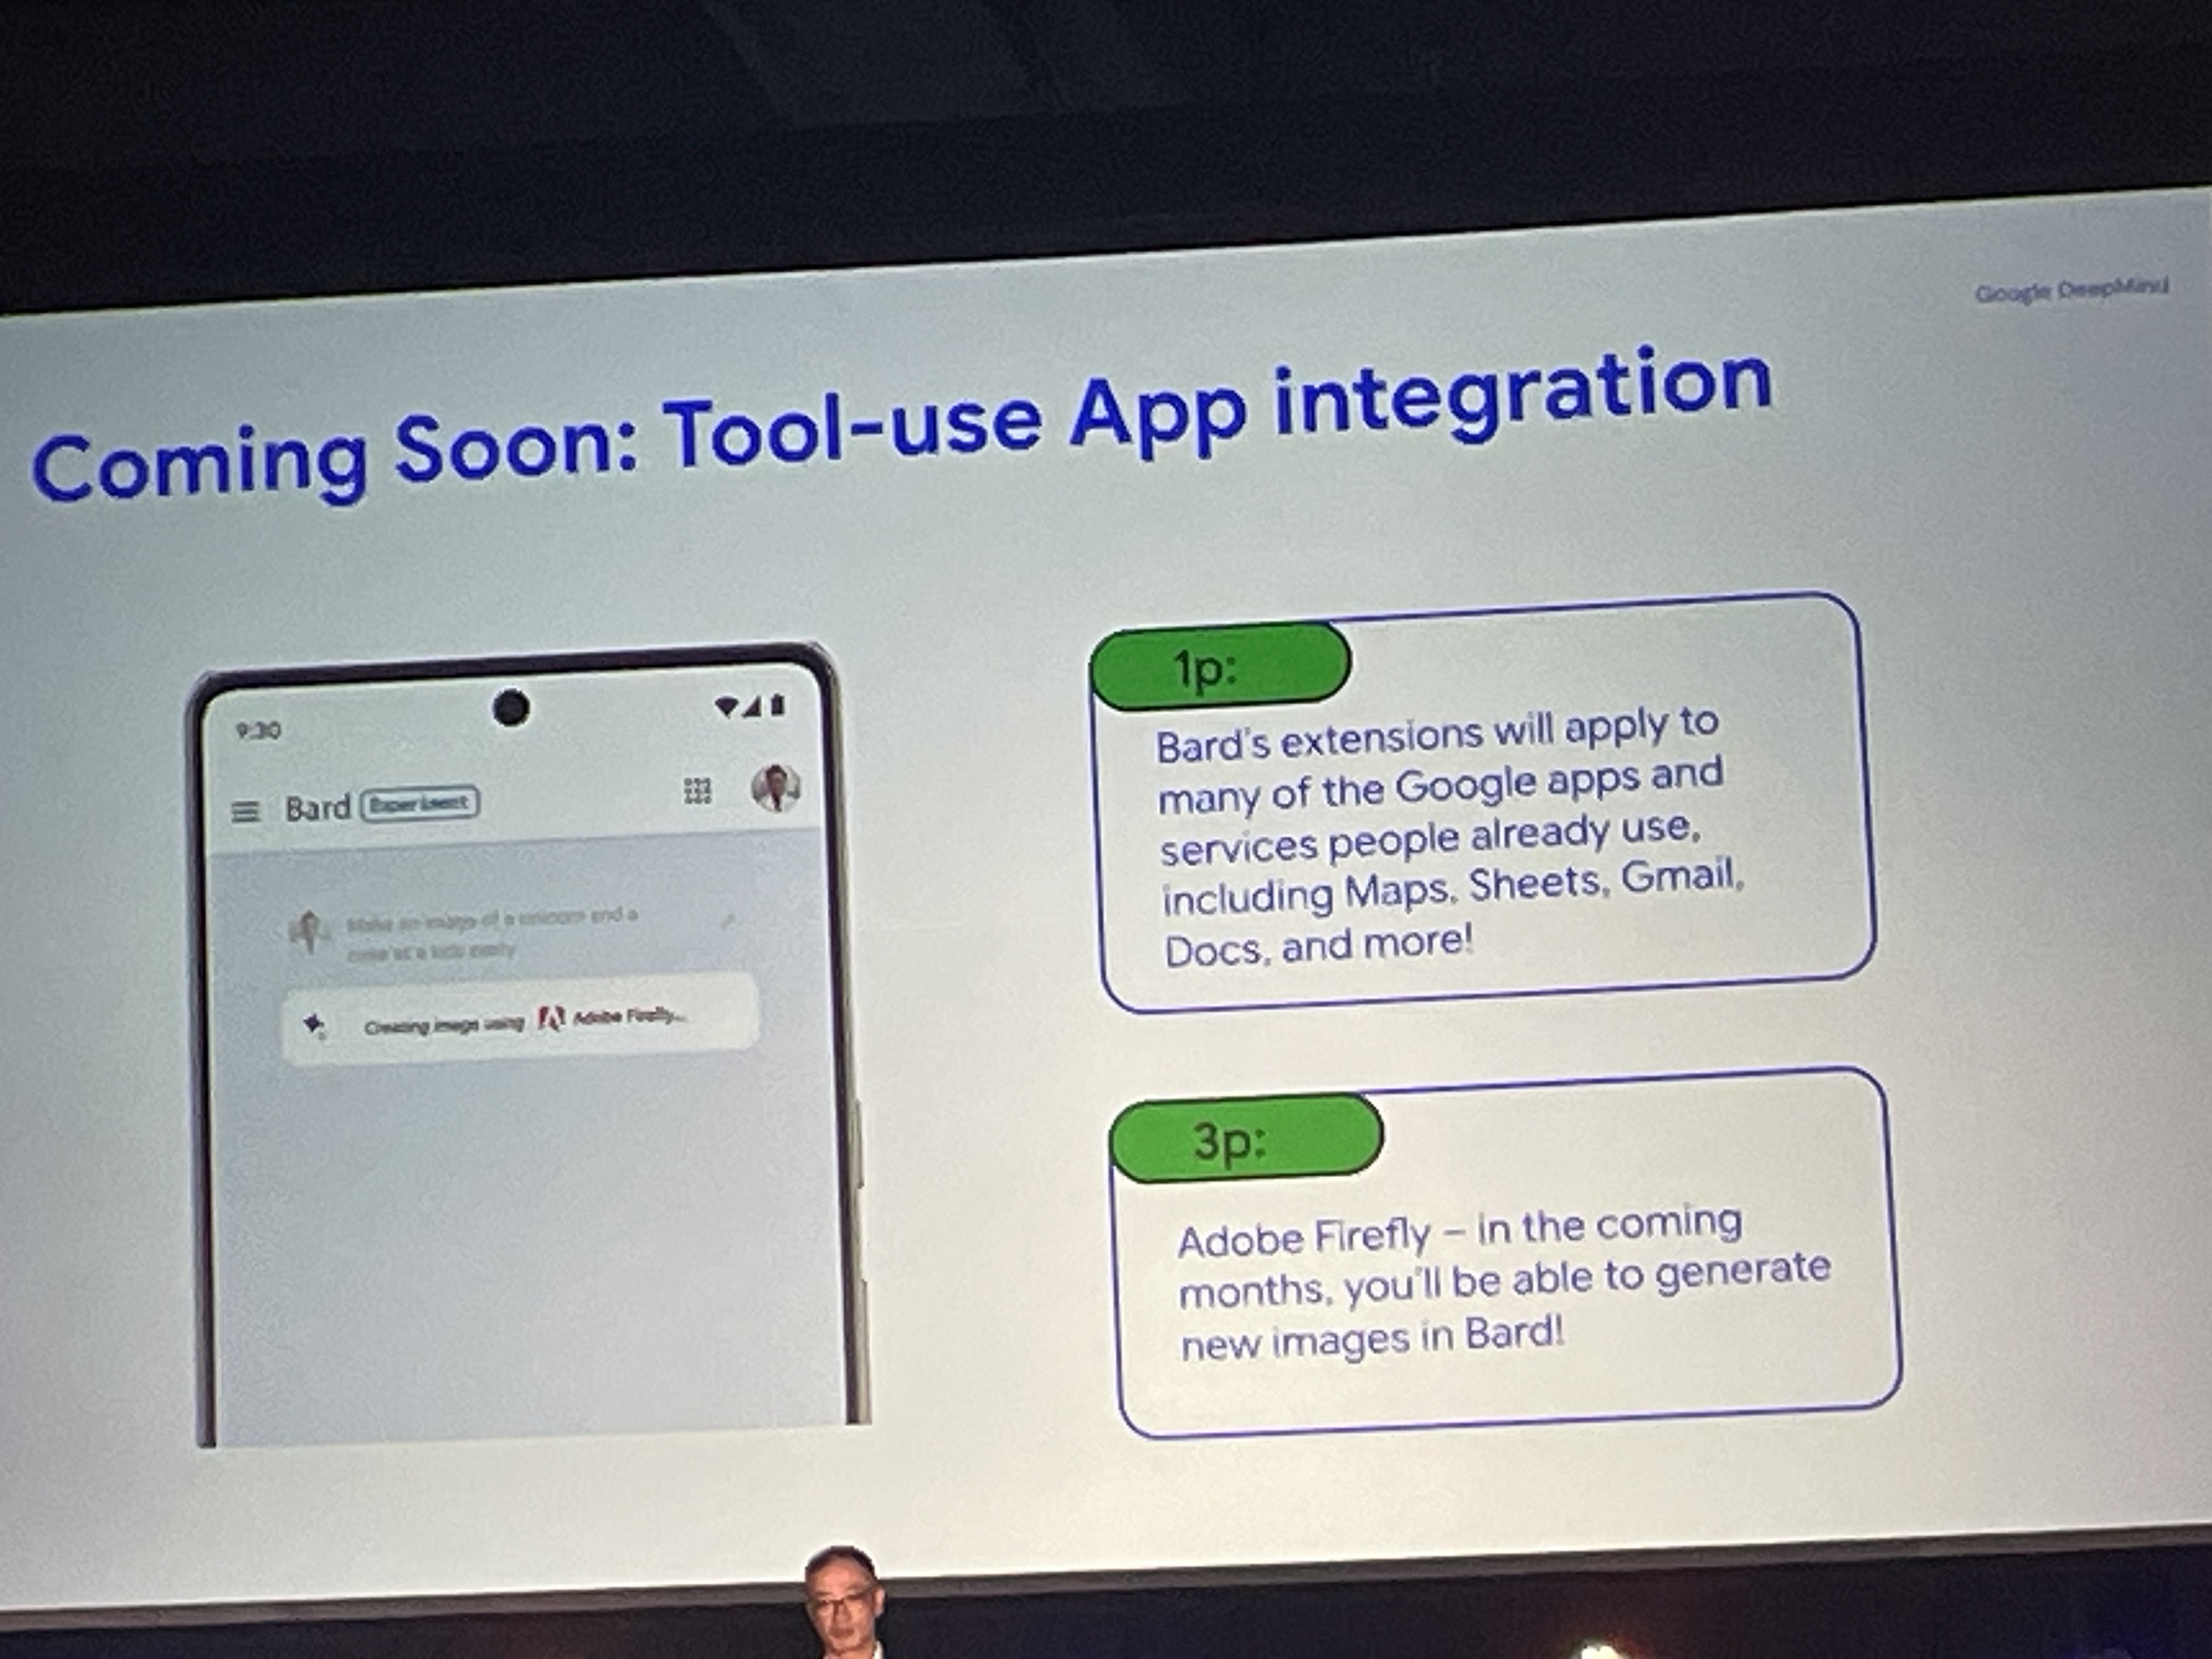 Google DeepMind
Coming Soon: Tool-use App integration
9:30
Bard Experiment
Make an image of a unicorn and a
cake at a kids party
Creating image using Adobe Firefly...
1p:
Bard's extensions will apply to
many of the Google apps and
services people already use,
including Maps, Sheets, Gmail,
Docs, and more!
3p:
Adobe Firefly – in the coming
months, you'll be able to generate
new images in Bard!